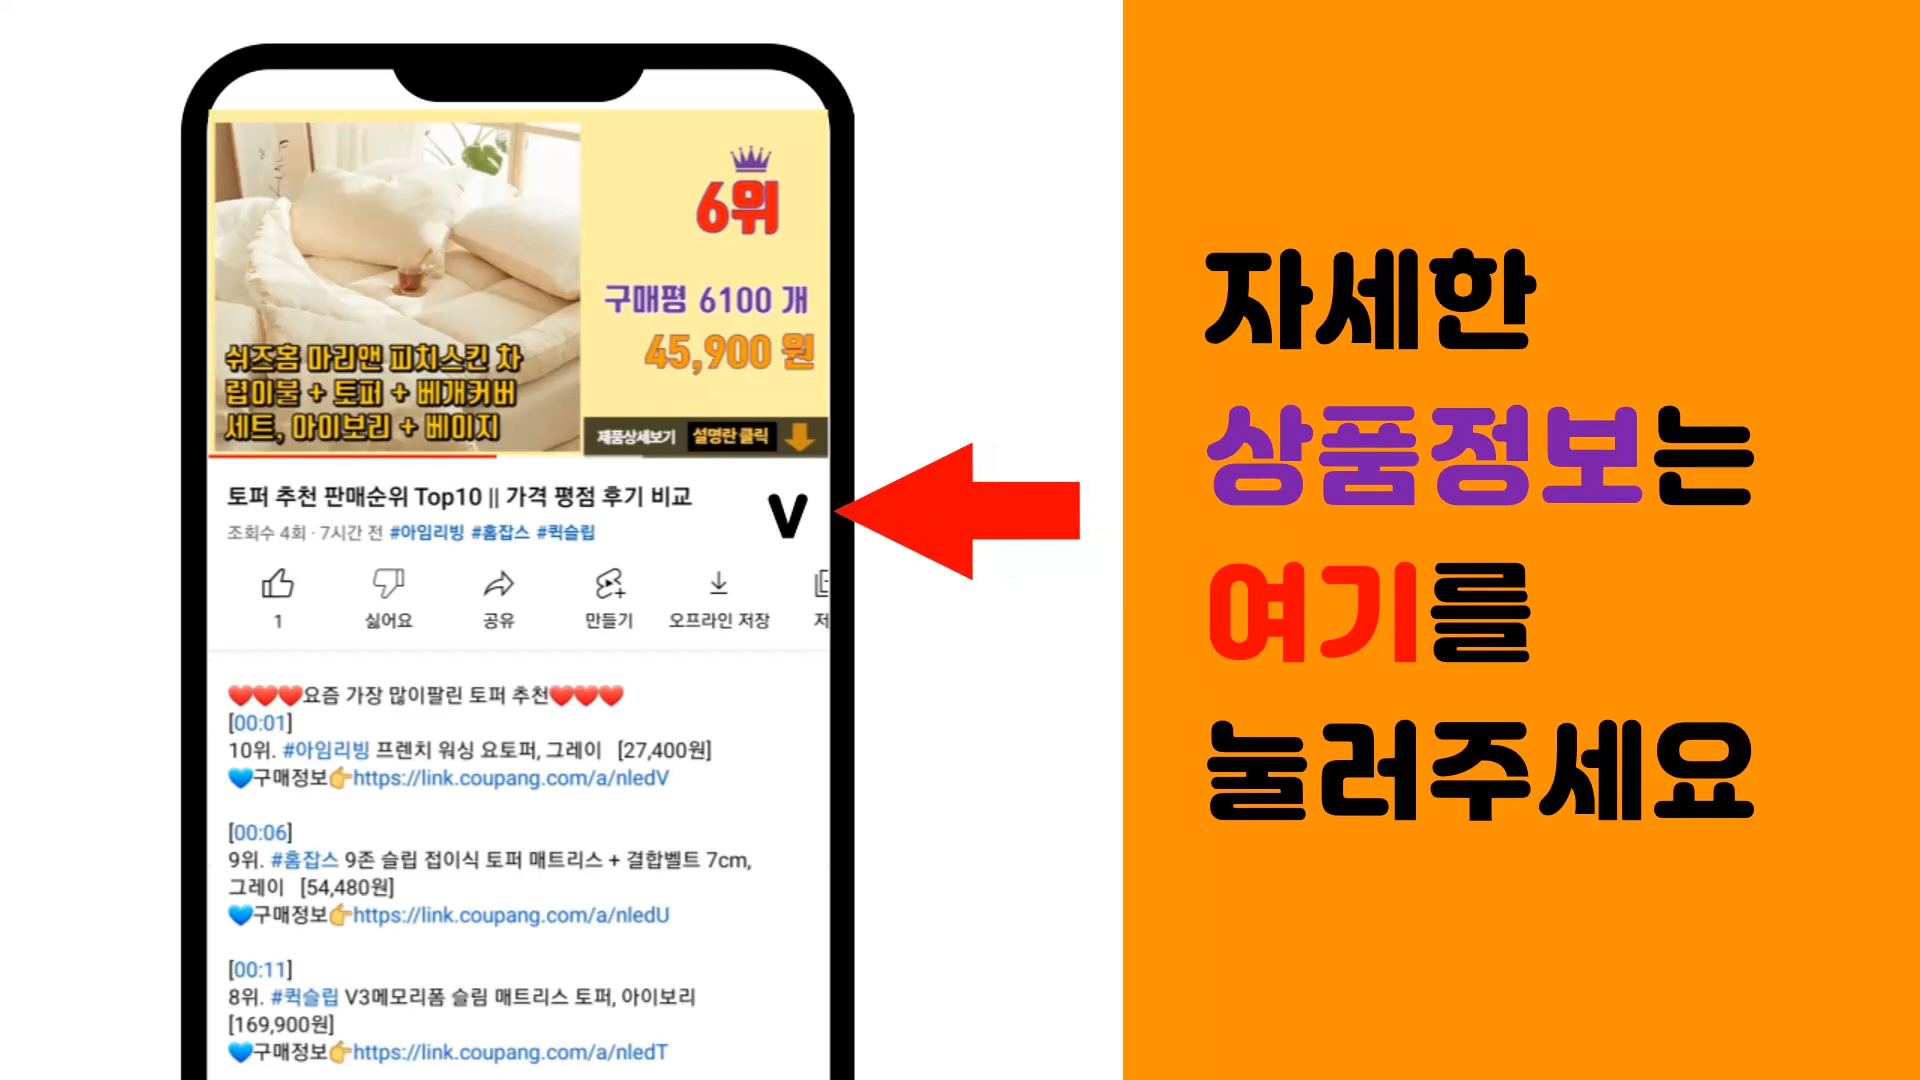 6위
구매평 6100 개
45,900 원
쉬즈홈 마리앤 피치스킨 차
렵이불 + 토퍼 + 베개커버
세트, 아이보리 + 베이지
제품상세보기 설명란 클릭
토퍼 추천 판매순위 Top10 || 가격 평점 후기 비교
V
조회수 4회 · 7시간 전 #아임리빙 #홈잡스 #퀵슬립
1 싫어요 공유 만들기 오프라인 저장 저
❤️❤️❤️요즘 가장 많이팔린 토퍼 추천❤️❤️❤️
[00:01]
10위. #아임리빙 프렌치 워싱 요토퍼, 그레이 [27,400원]
💙구매정보👉https://link.coupang.com/a/nledV
[00:06]
9위. #홈잡스 9존 슬립 접이식 토퍼 매트리스 + 결합벨트 7cm,
그레이 [54,480원]
💙구매정보👉https://link.coupang.com/a/nledU
[00:11]
8위. #퀵슬립 V3메모리폼 슬림 매트리스 토퍼, 아이보리
[169,900원]
💙구매정보👉https://link.coupang.com/a/nledT
자세한
상품정보는
여기를
눌러주세요